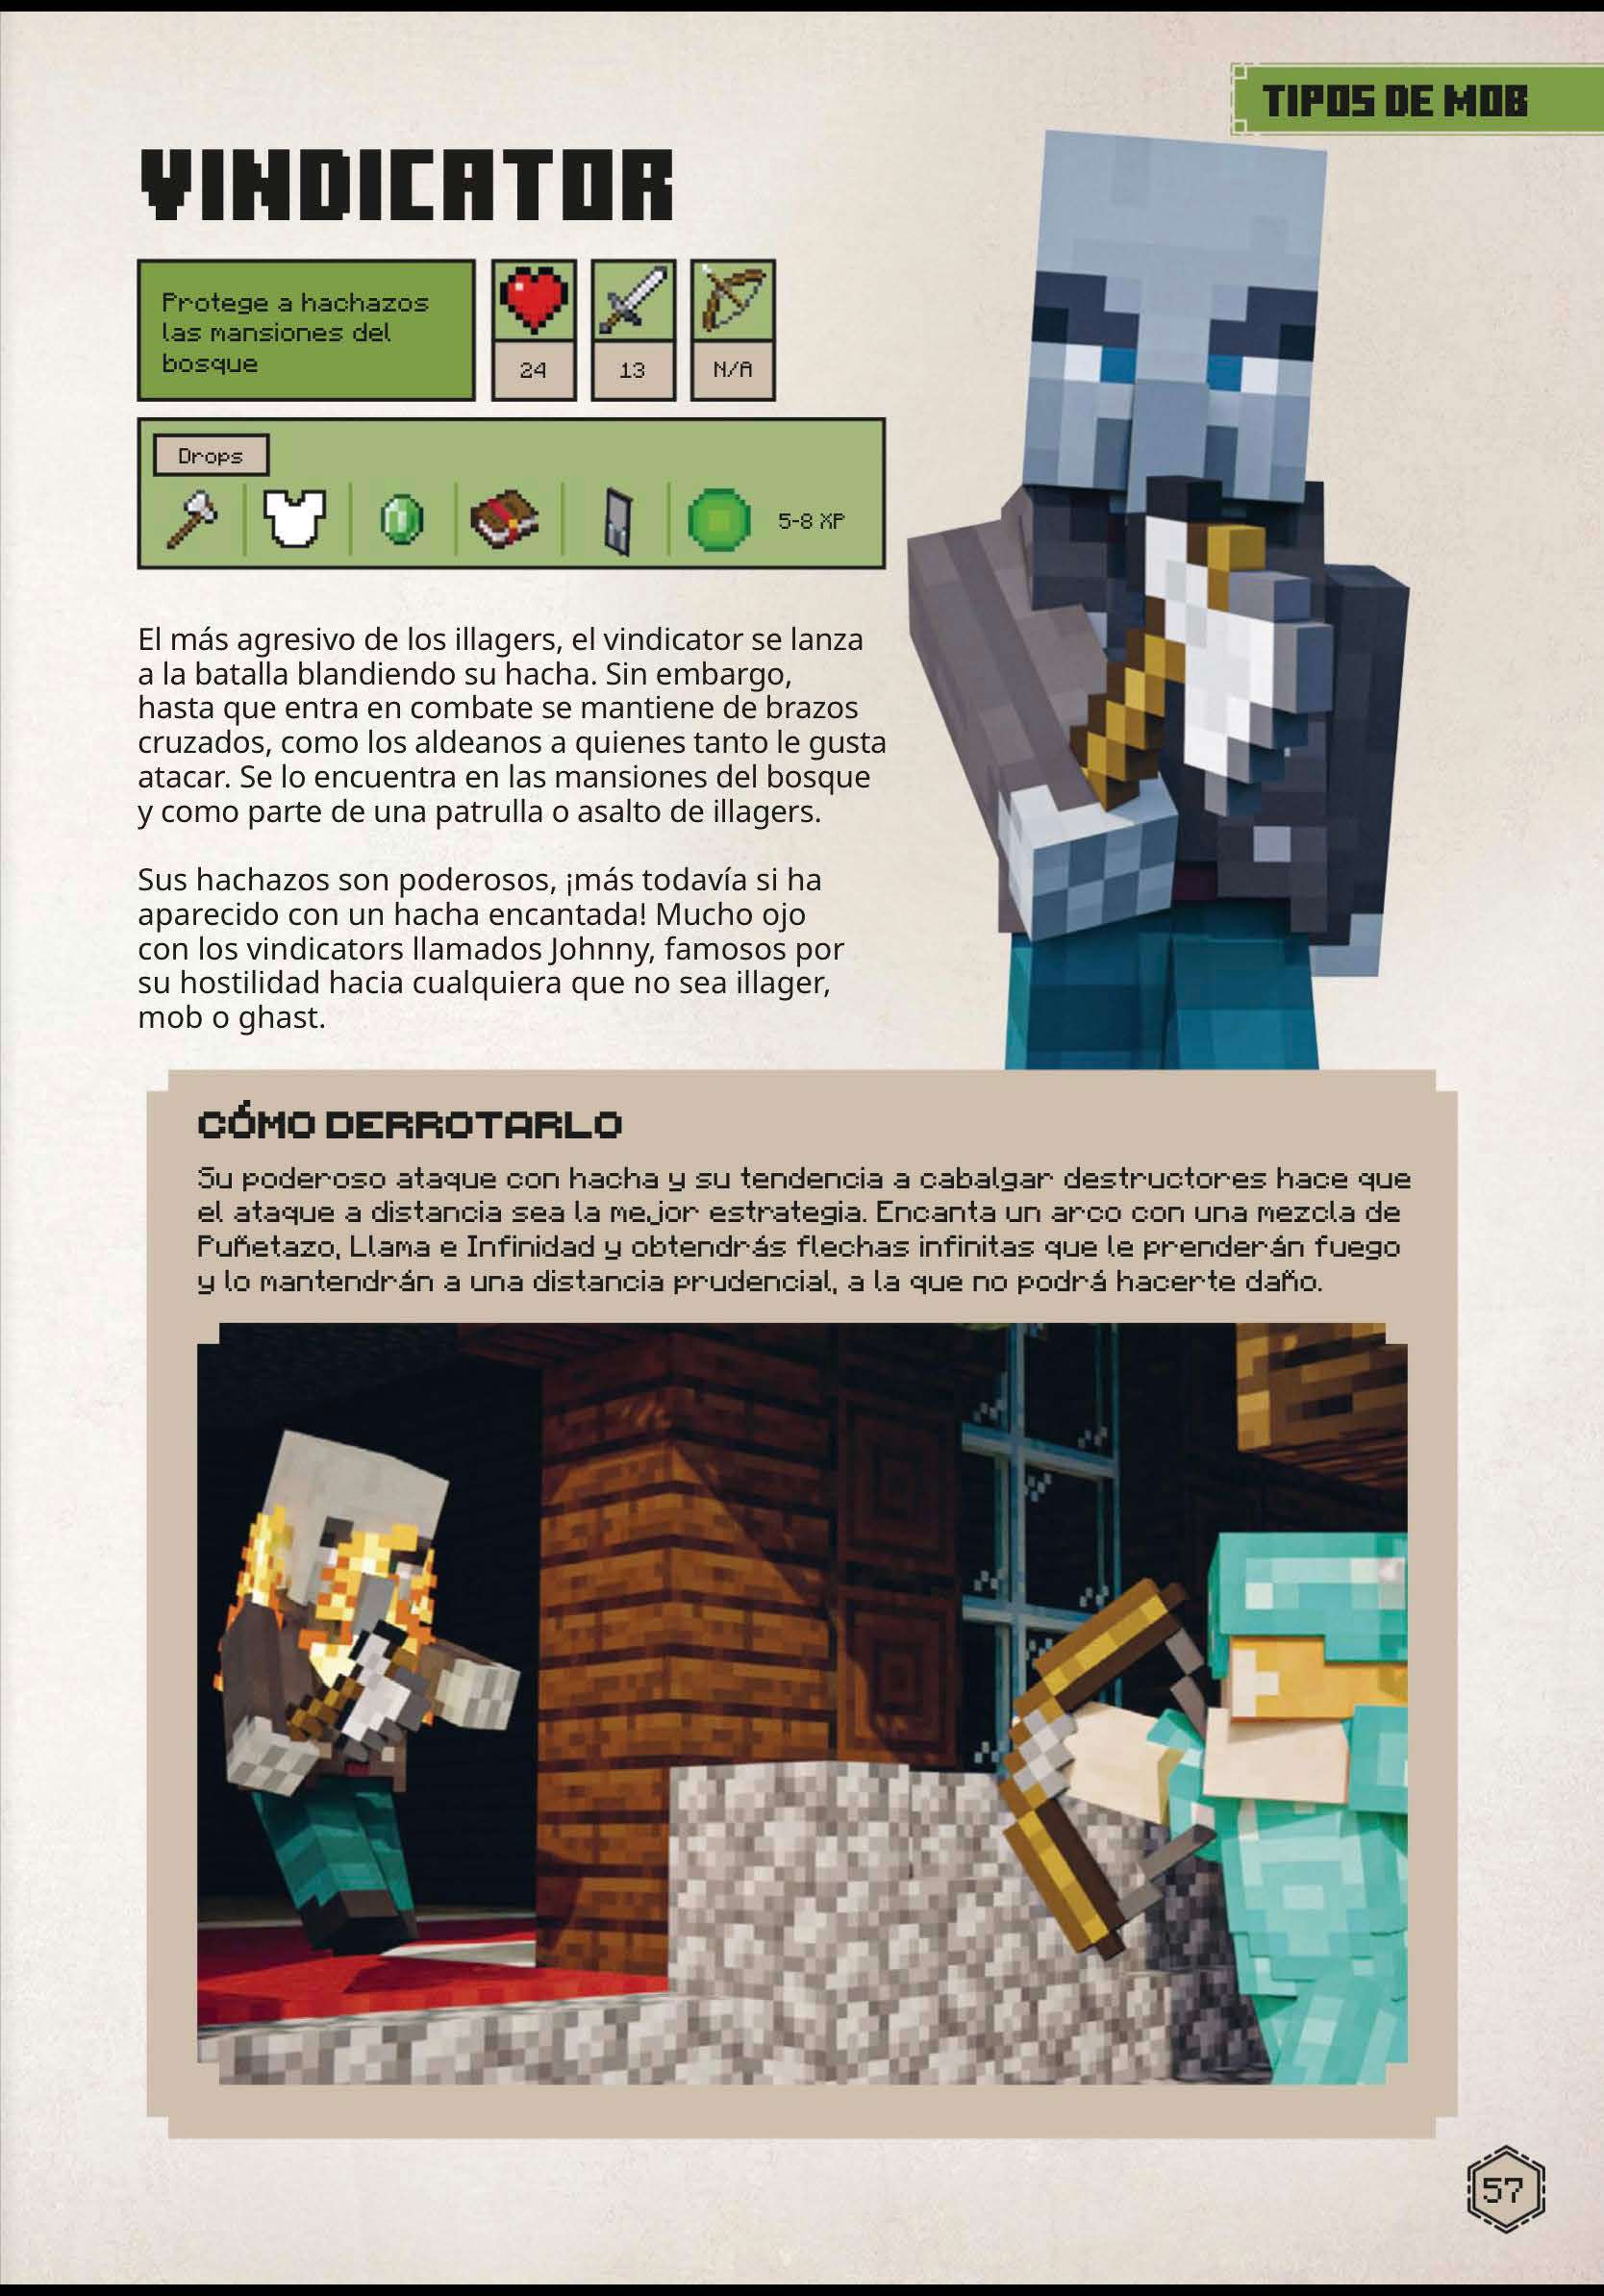 TIPOS DE MOB
VINDICATOR
Protege a hachazos
las mansiones del
bosque
24
13
N/A
Drops
5-8 XP
El más agresivo de los illagers, el vindicator se lanza
a la batalla blandiendo su hacha. Sin embargo,
hasta que entra en combate se mantiene de brazos
cruzados, como los aldeanos a quienes tanto le gusta
atacar. Se lo encuentra en las mansiones del bosque
y como parte de una patrulla o asalto de illagers.
Sus hachazos son poderosos, ¡más todavía si ha
aparecido con un hacha encantada! Mucho ojo
con los vindicators llamados Johnny, famosos por
su hostilidad hacia cualquiera que no sea illager,
mob o ghast.
CÓMO DERROTARLO
Su poderoso ataque con hacha y su tendencia a cabalgar destructores hace que
el ataque a distancia sea la mejor estrategia. Encanta un arco con una mezcla de
Puñetazo, Llama e Infinidad y obtendrás flechas infinitas que le prenderán fuego
y lo mantendrán a una distancia prudencial, a la que no podrá hacerte daño.
57